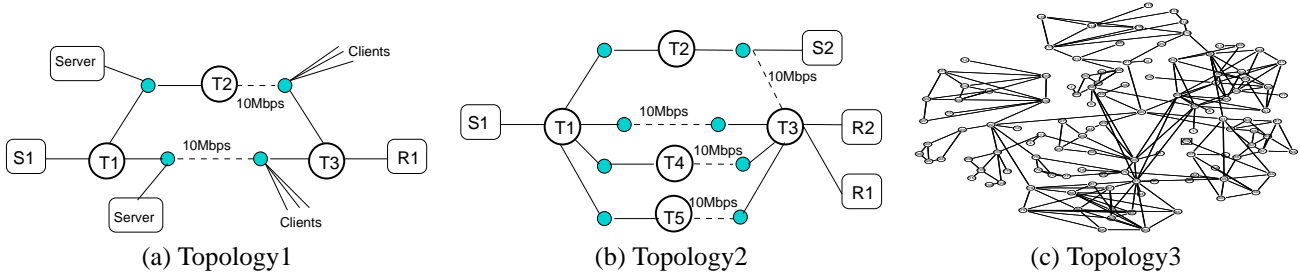 Server
T2
Clients
10Mbps
S1
T1
10Mbps
T3
R1
Server
Clients
(a) Topology1
T2
S2
10Mbps
S1
T1
10Mbps
T3
R2
T4
10Mbps
R1
T5
10Mbps
(b) Topology2
(c) Topology3